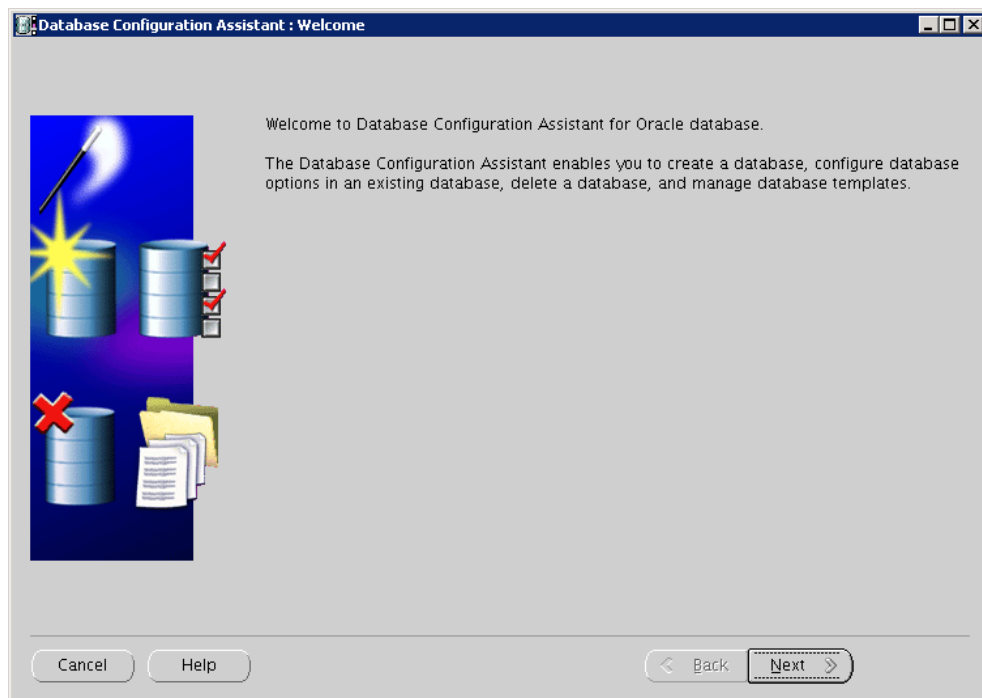 Database Configuration Assistant : Welcome
Welcome to Database Configuration Assistant for Oracle database.
The Database Configuration Assistant enables you to create a database, configure database
options in an existing database, delete a database, and manage database templates.
Cancel
Help
Back
Next